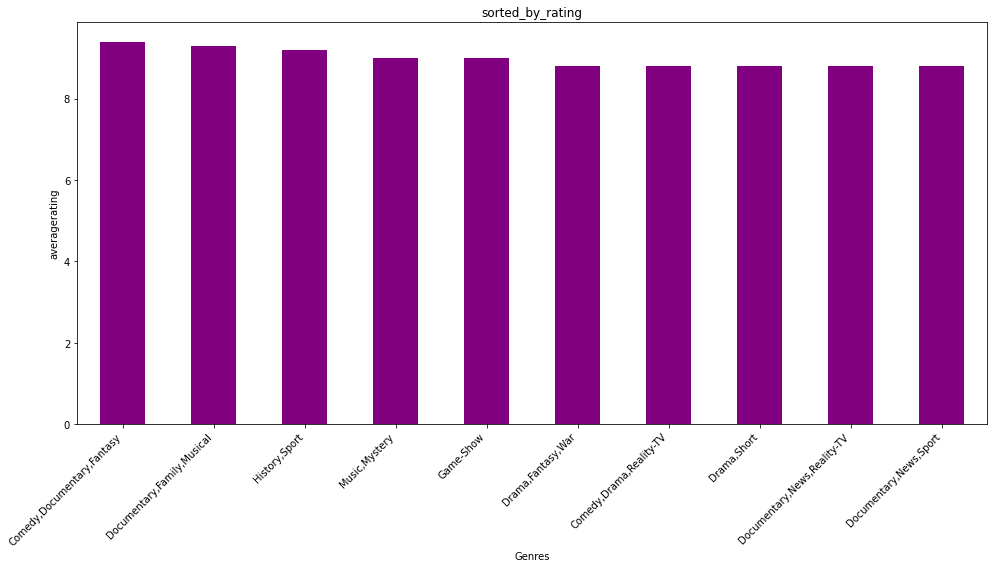 sorted_by_rating
averagerating
8
6
4
2
0
Comedy,Documentary,Fantasy
Documentary,Family,Musical
History,Sport
Music,Mystery
Game-Show
Drama,Fantasy,War
Comedy,Drama,Reality-TV
Drama,Short
Documentary,News,Reality-TV
Documentary,News,Sport
Genres